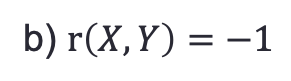 b) r(X, Y) = −1